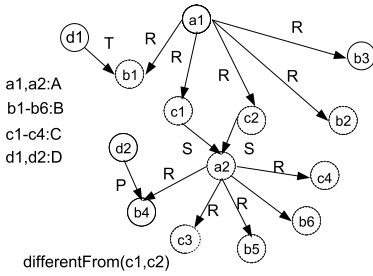 a1
R
d1
T
R
R
b3
b1
R
R
a1,a2:A
b1-b6:B
c1
c2
b2
c1-c4:C
d1,d2:D
d2
S
S
a2
R
P
R
c4
b4
R
R
b6
c3
b5
differentFrom(c1,c2)